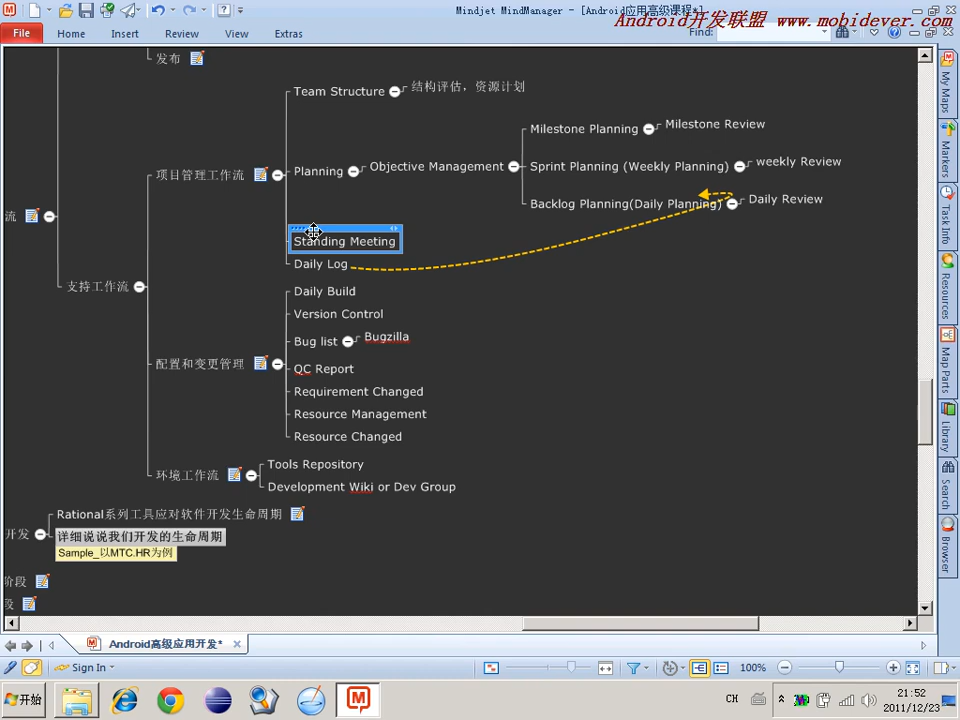 Mindjet MindManager - [Android应用高级课程*]
Android开发联盟 www.mobidever.com
File Home Insert Review View Extras Find:
发布
Team Structure
结构评估，资源计划
Milestone Planning
Milestone Review
项目管理工作流
Planning
Objective Management
Sprint Planning (Weekly Planning)
weekly Review
Backlog Planning(Daily Planning)
Daily Review
流
Standing Meeting
Daily Log
支持工作流
Daily Build
Version Control
Bug list
Bugzilla
配置和变更管理
QC Report
Requirement Changed
Resource Management
Resource Changed
环境工作流
Tools Repository
Development Wiki or Dev Group
Rational系列工具应对软件开发生命周期
开发
详细说说我们开发的生命周期
Sample_以MTC.HR为例
阶段
段
My Maps
Markers
Task Info
Resources
Map Parts
Library
Search
Browser
Android高级应用开发*
Sign In
100%
开始
CH
21:52
2011/12/23